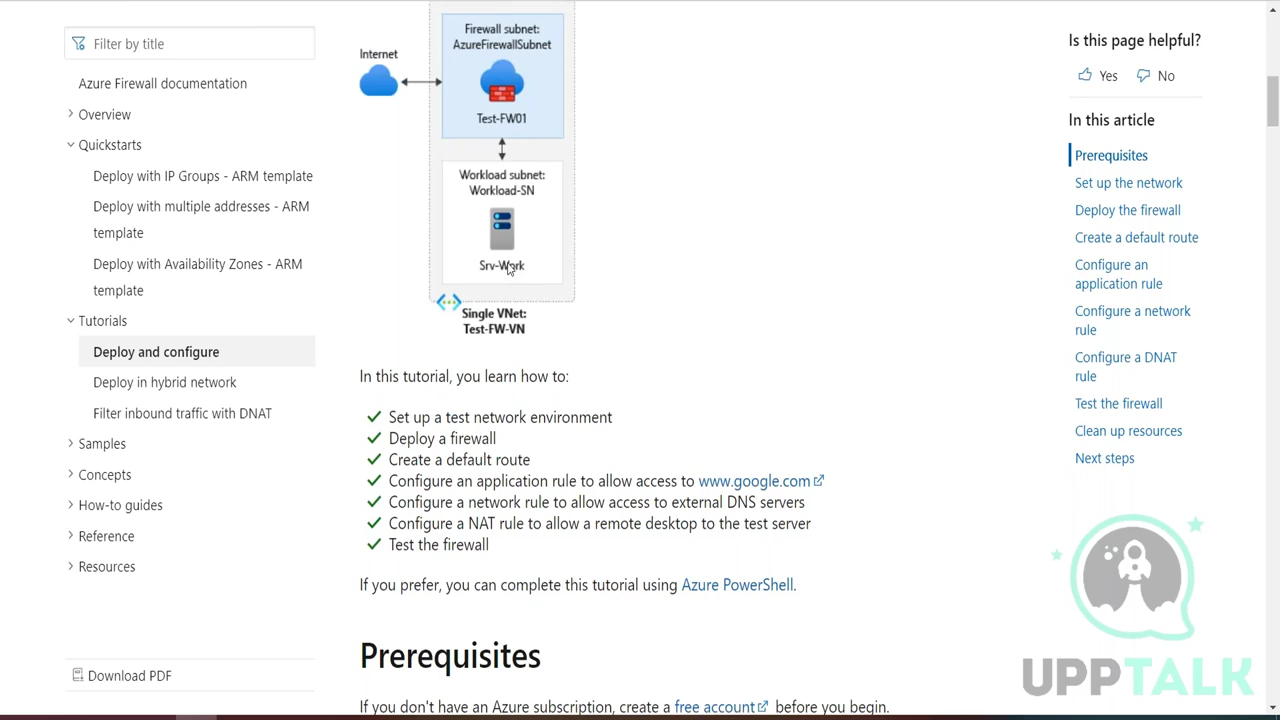 Filter by title
Azure Firewall documentation
Overview
Quickstarts
Deploy with IP Groups - ARM template
Deploy with multiple addresses - ARM
template
Deploy with Availability Zones - ARM
template
Tutorials
Deploy and configure
Deploy in hybrid network
Filter inbound traffic with DNAT
Samples
Concepts
How-to guides
Reference
Resources
Download PDF
Firewall subnet:
AzureFirewallSubnet
Internet
Test-FW01
Workload subnet:
Workload-SN
Srv-Work
Single VNet:
Test-FW-VN
In this tutorial, you learn how to:
Set up a test network environment
Deploy a firewall
Create a default route
Configure an application rule to allow access to www.google.com
Configure a network rule to allow access to external DNS servers
Configure a NAT rule to allow a remote desktop to the test server
Test the firewall
If you prefer, you can complete this tutorial using Azure PowerShell.
Prerequisites
If you don't have an Azure subscription, create a free account before you begin.
Is this page helpful?
Yes No
In this article
Prerequisites
Set up the network
Deploy the firewall
Create a default route
Configure an
application rule
Configure a network
rule
Configure a DNAT
rule
Test the firewall
Clean up resources
Next steps
UPPTALK